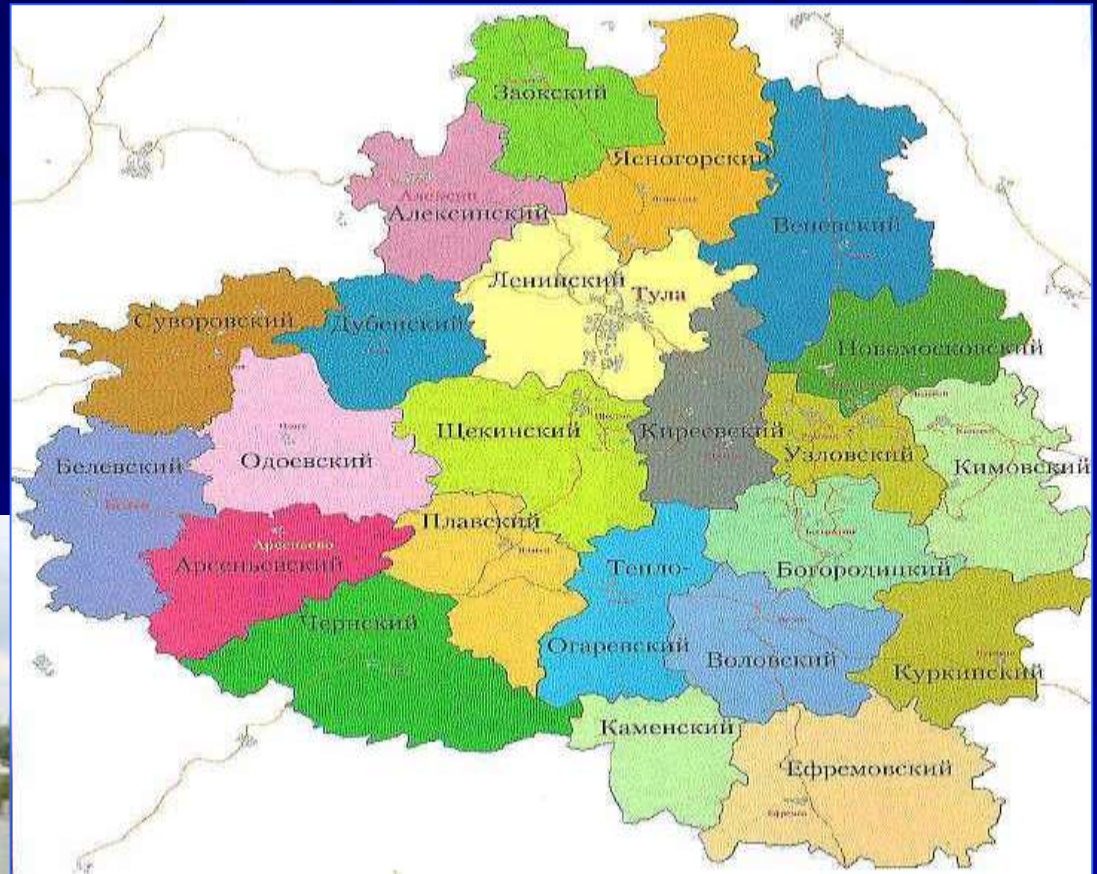 Заокский
Ясногорский
Алексин
Алексинский
Веневский
Ленинский
Тула
Суворовский
Дубенский
Новомосковский
Щекинский
Киреевский
Узловский
Кимовский
Белевский
Одоевский
Плавский
Арсеньево
Арсеньевский
Тепло-
Огаревский
Богородицкий
Чернский
Воловский
Куркинский
Каменский
Ефремовский
Ефремов